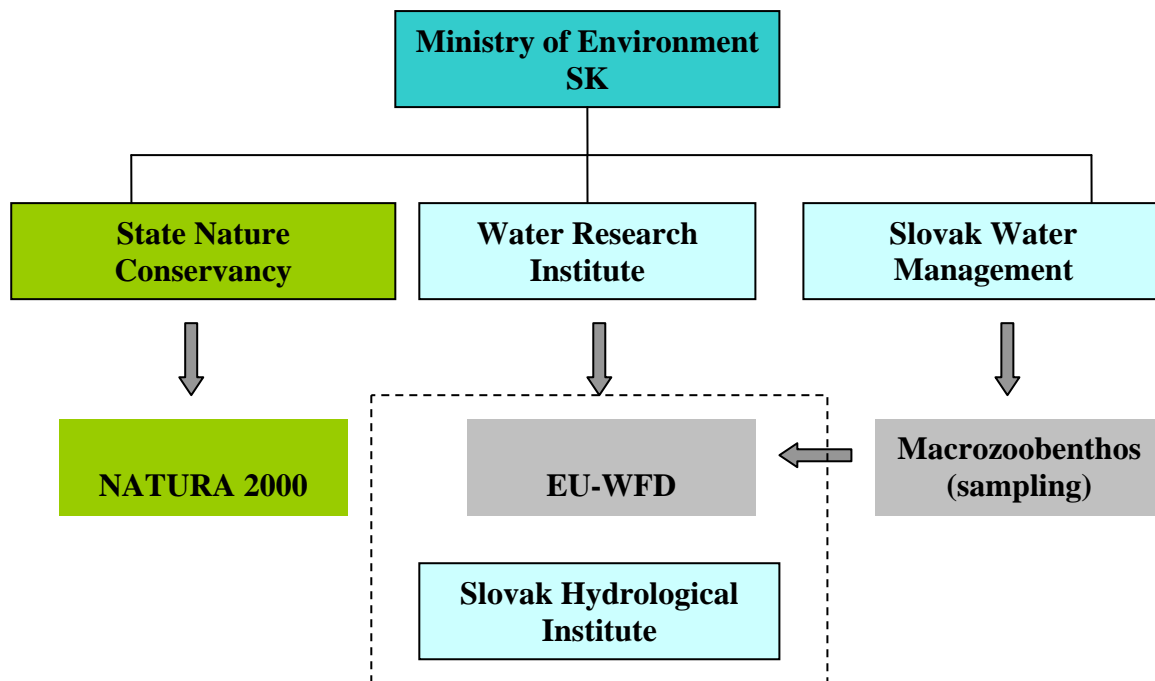 Ministry of Environment
SK
State Nature
Conservancy
Water Research
Institute
Slovak Water
Management
NATURA 2000
EU-WFD
Macrozoobenthos
(sampling)
Slovak Hydrological
Institute